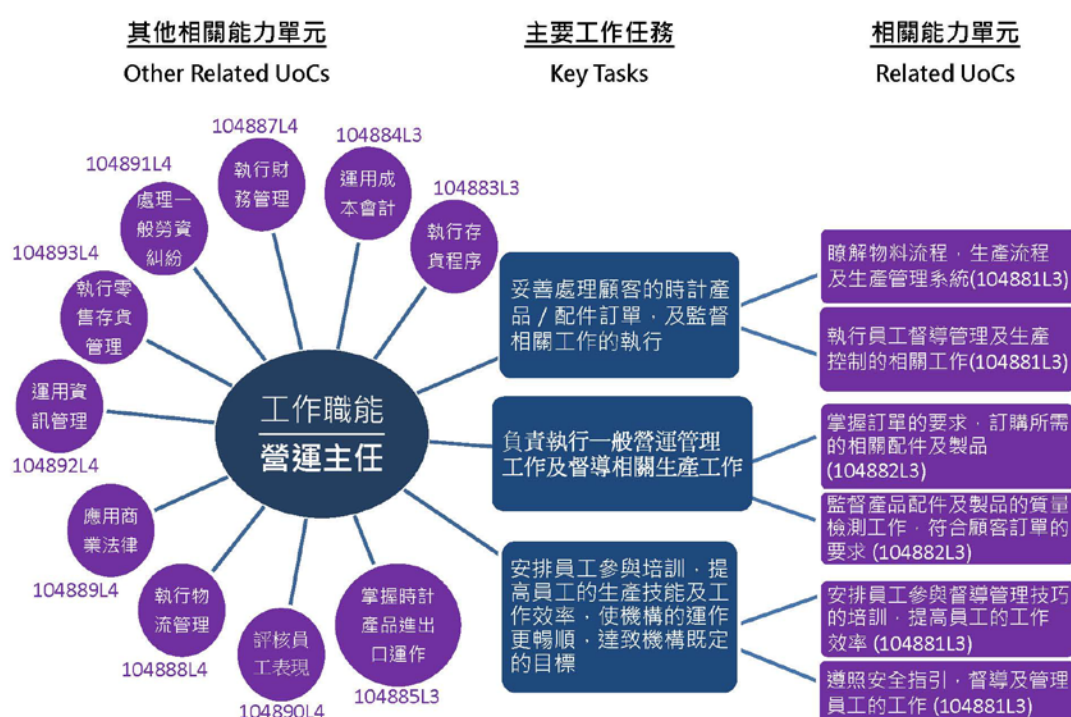 其他相關能力單元
Other Related UoCs
主要工作任務
Key Tasks
相關能力單元
Related UoCs
104887L4
執行財
務管理
104884L3
運用成
本會計
104883L3
執行存
貨程序
104891L4
處理一
般勞資
糾紛
104893L4
執行零
售存貨
管理
運用資
訊管理
104892L4
應用商
業法律
104889L4
執行物
流管理
104888L4
評核員
工表現
104890L4
掌握時計
產品進出
口運作
104885L3
工作職能
營運主任
妥善處理顧客的時計產
品 / 配件訂單，及監督
相關工作的執行
負責執行一般營運管理
工作及督導相關生產工作
安排員工參與培訓，提
高員工的生產技能及工
作效率，使機構的運作
更暢順，達致機構既定
的目標
瞭解物料流程，生產流程
及生產管理系統(104881L3)
執行員工督導管理及生產
控制的相關工作(104881L3)
掌握訂單的要求，訂購所需
的相關配件及製品
(104882L3)
監督產品配件及製品的質量
檢測工作，符合顧客訂單的
要求 (104882L3)
安排員工參與督導管理技巧
的培訓，提高員工的工作
效率 (104881L3)
遵照安全指引，督導及管理
員工的工作 (104881L3)